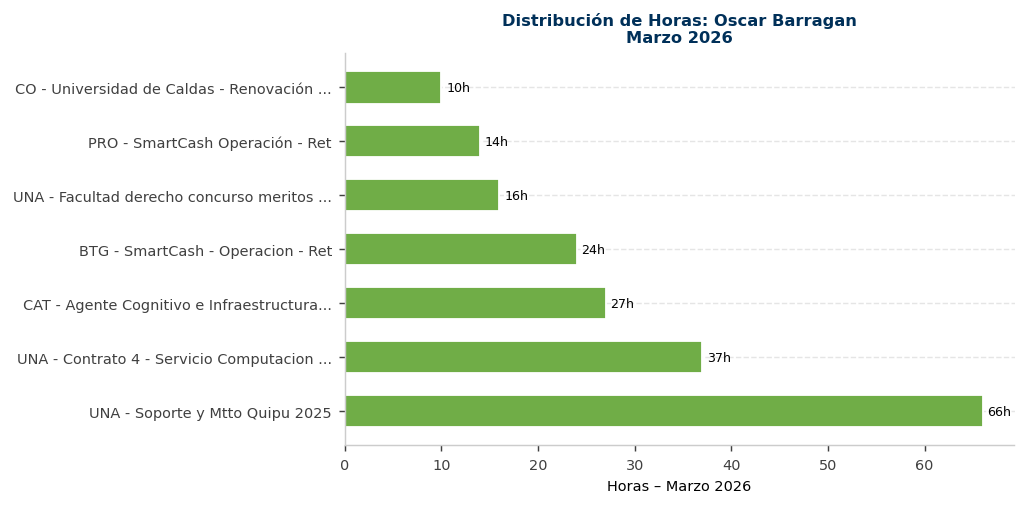 Distribución de Horas: Oscar Barragan
Marzo 2026
CO - Universidad de Caldas - Renovación ...
10h
PRO - SmartCash Operación - Ret
14h
UNA - Facultad derecho concurso meritos ...
16h
BTG - SmartCash - Operacion - Ret
24h
CAT - Agente Cognitivo e Infraestructura...
27h
UNA - Contrato 4 - Servicio Computacion ...
37h
UNA - Soporte y Mtto Quipu 2025
66h
0 10 20 30 40 50 60
Horas – Marzo 2026